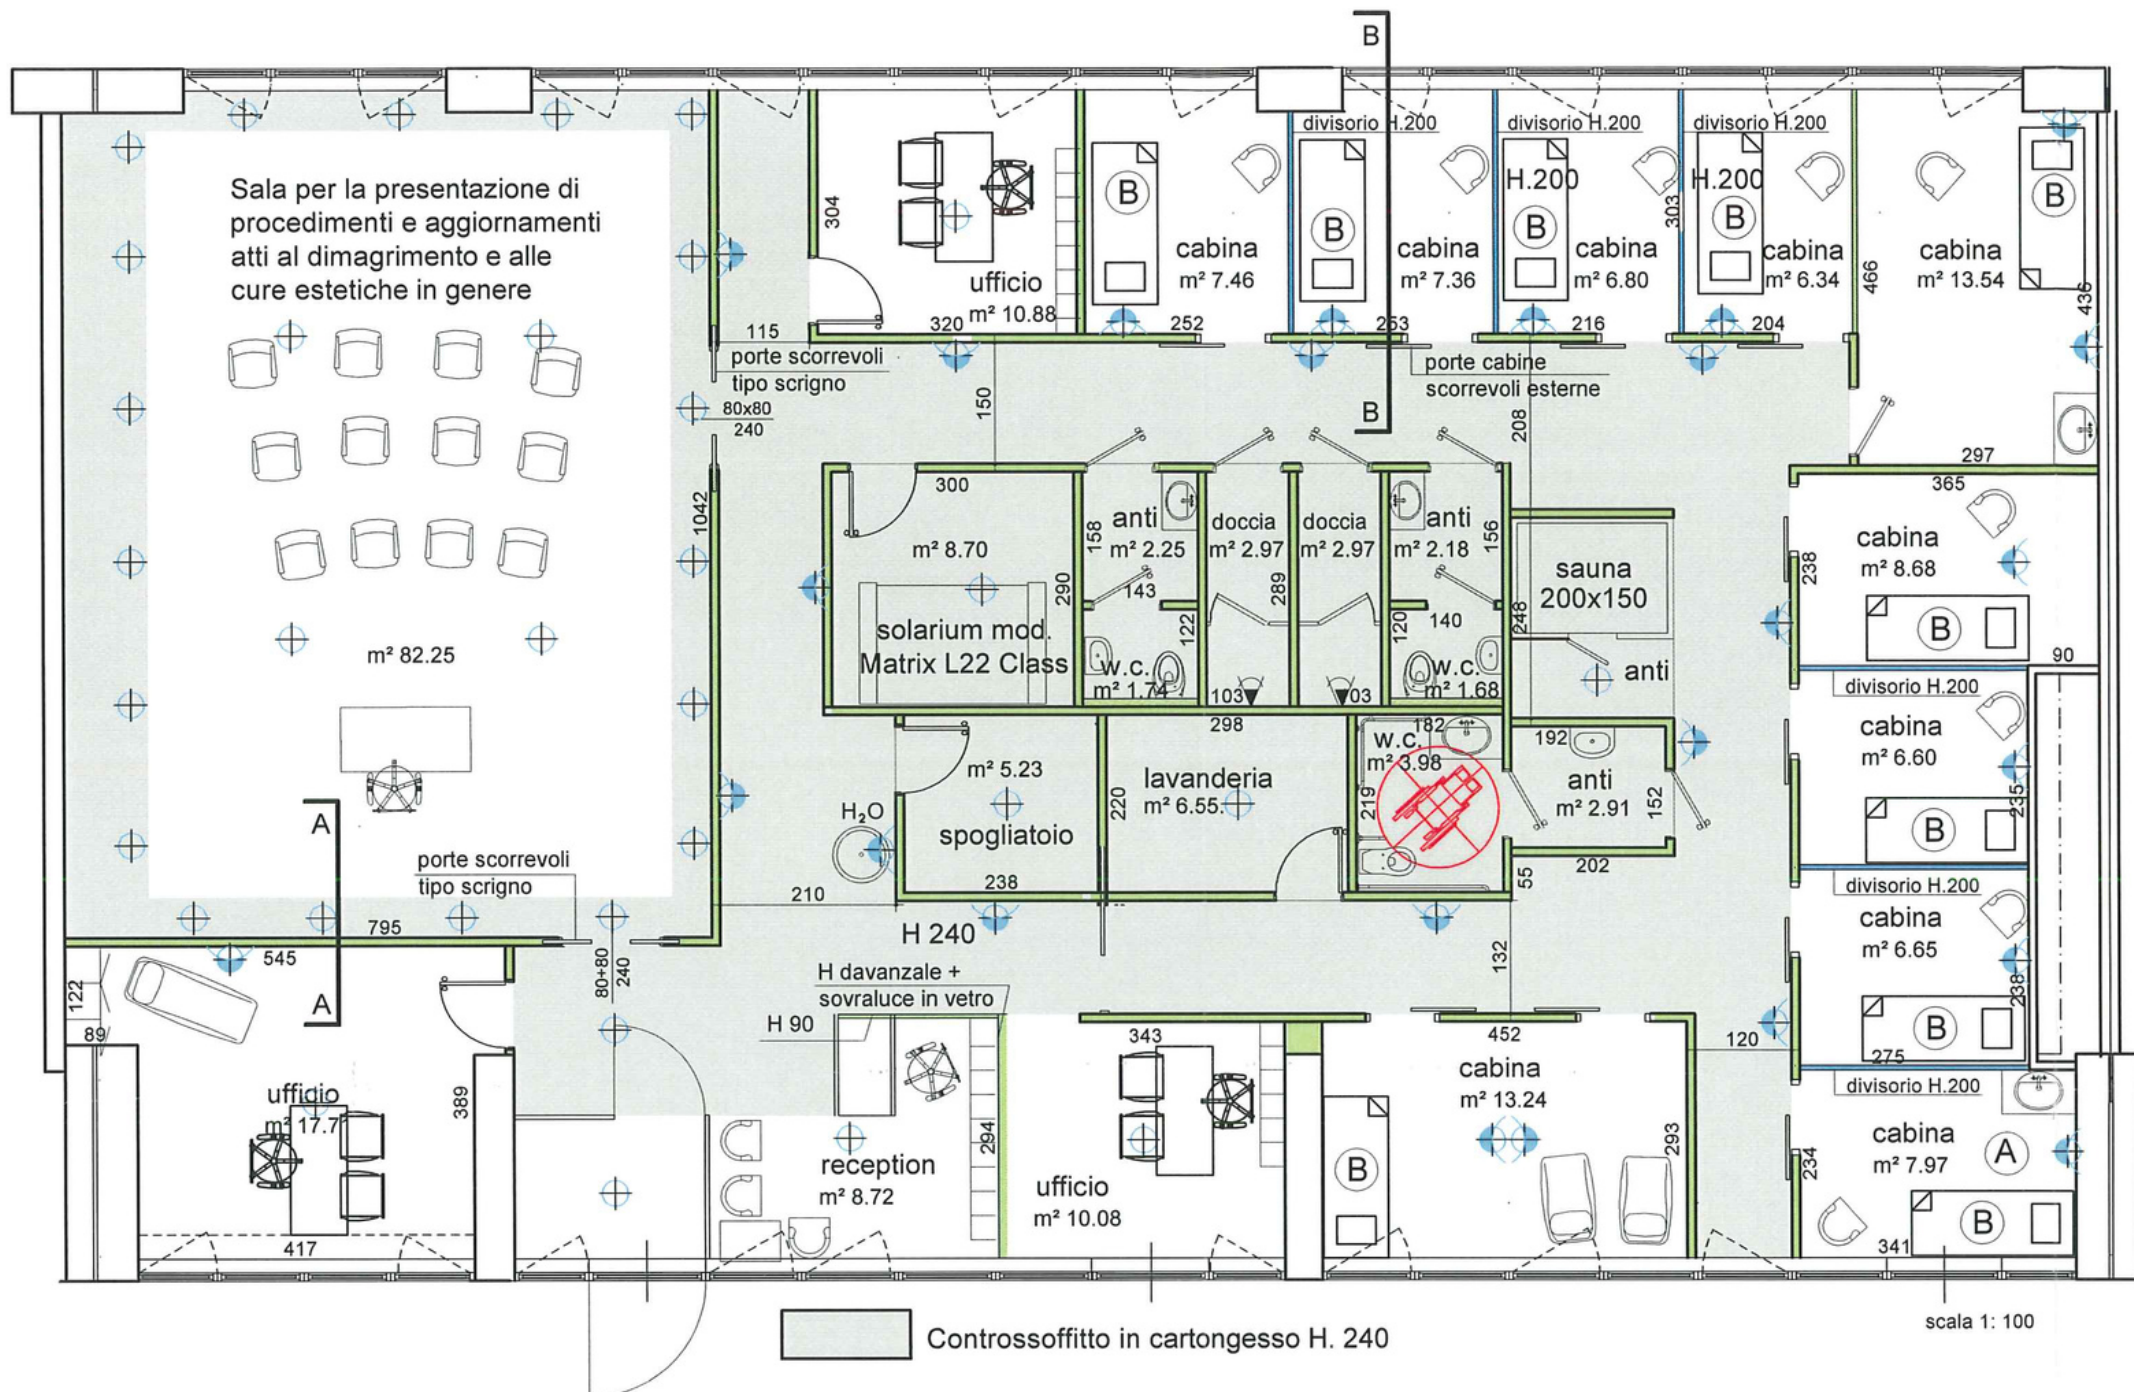 B
Sala per la presentazione di
procedimenti e aggiornamenti
atti al dimagrimento e alle
cure estetiche in genere
304
ufficio
m² 10.88
320
115
B
cabina
m² 7.46
252
divisorio H.200
B
cabina
m² 7.36
253
divisorio H.200
H.200
B
cabina
m² 6.80
216
303
divisorio H.200
H.200
B
cabina
m² 6.34
204
466
cabina
m² 13.54
B
436
297
porte scorrevoli
tipo scrigno
80x80
240
150
porte cabine
scorrevoli esterne
B
208
1042
300
m² 8.70
290
solarium mod.
Matrix L22 Class
158
anti
m² 2.25
143
122
w.c.
m² 1.74
doccia
m² 2.97
289
103
doccia
m² 2.97
03
anti
m² 2.18
156
140
120
w.c.
m² 1.68
sauna
200x150
248
anti
365
cabina
m² 8.68
238
B
90
m² 82.25
divisorio H.200
cabina
m² 6.60
235
B
298
m² 5.23
spogliatoio
238
220
lavanderia
m² 6.55
182
w.c.
m² 3.98
219
192
anti
m² 2.91
152
202
55
H₂O
210
A
porte scorrevoli
tipo scrigno
795
divisorio H.200
cabina
m² 6.65
238
B
275
545
122
89
A
80+80
240
H 240
H davanzale +
sovraluce in vetro
H 90
132
ufficio
m² 17.7
389
417
reception
m² 8.72
294
343
ufficio
m² 10.08
452
cabina
m² 13.24
B
293
120
divisorio H.200
cabina
m² 7.97
A
234
B
341
scala 1: 100
Controssoffitto in cartongesso H. 240